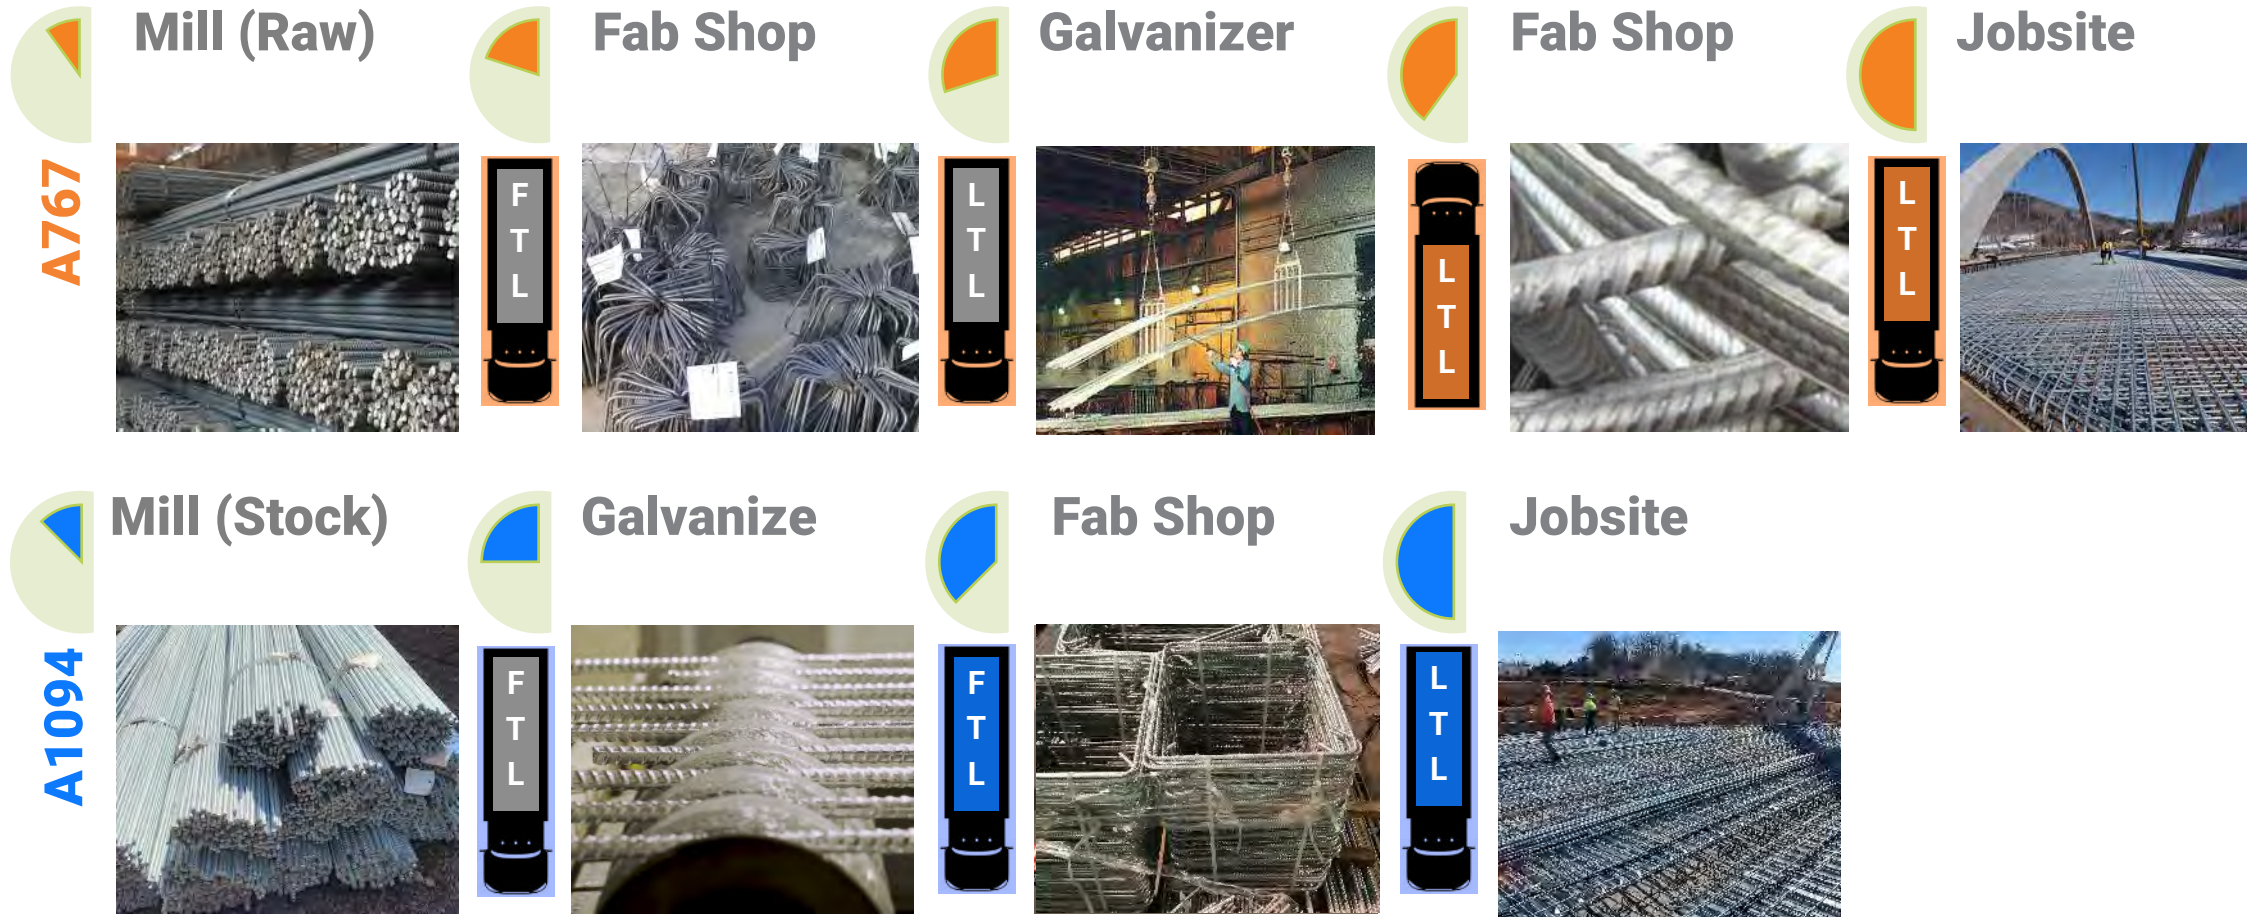 Mill (Raw)
Fab Shop
Galvanizer
Fab Shop
Jobsite
A767
F
T
L
L
T
L
L
T
L
L
T
L
Mill (Stock)
Galvanize
Fab Shop
Jobsite
A1094
F
T
L
F
T
L
L
T
L